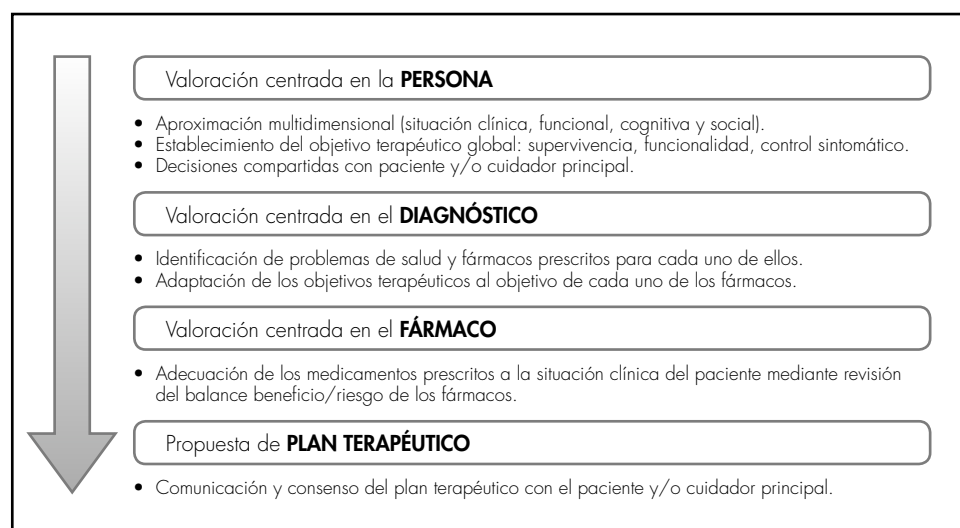 Valoración centrada en la PERSONA
• Aproximación multidimensional (situación clínica, funcional, cognitiva y social).
• Establecimiento del objetivo terapéutico global: supervivencia, funcionalidad, control sintomático.
• Decisiones compartidas con paciente y/o cuidador principal.
Valoración centrada en el DIAGNÓSTICO
• Identificación de problemas de salud y fármacos prescritos para cada uno de ellos.
• Adaptación de los objetivos terapéuticos al objetivo de cada uno de los fármacos.
Valoración centrada en el FÁRMACO
• Adecuación de los medicamentos prescritos a la situación clínica del paciente mediante revisión
del balance beneficio/riesgo de los fármacos.
Propuesta de PLAN TERAPÉUTICO
• Comunicación y consenso del plan terapéutico con el paciente y/o cuidador principal.